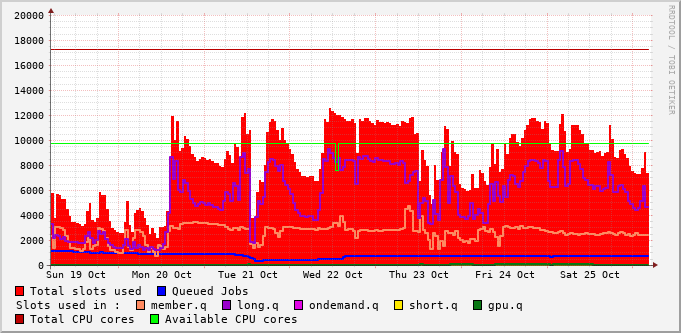 RRDTOOL / TOBI OETIKER
20000
18000
16000
14000
12000
10000
8000
6000
4000
2000
0
Sun 19 Oct Mon 20 Oct Tue 21 Oct Wed 22 Oct Thu 23 Oct Fri 24 Oct Sat 25 Oct
Total slots used Queued Jobs
Slots used in : member.q long.q ondemand.q short.q gpu.q
Total CPU cores Available CPU cores